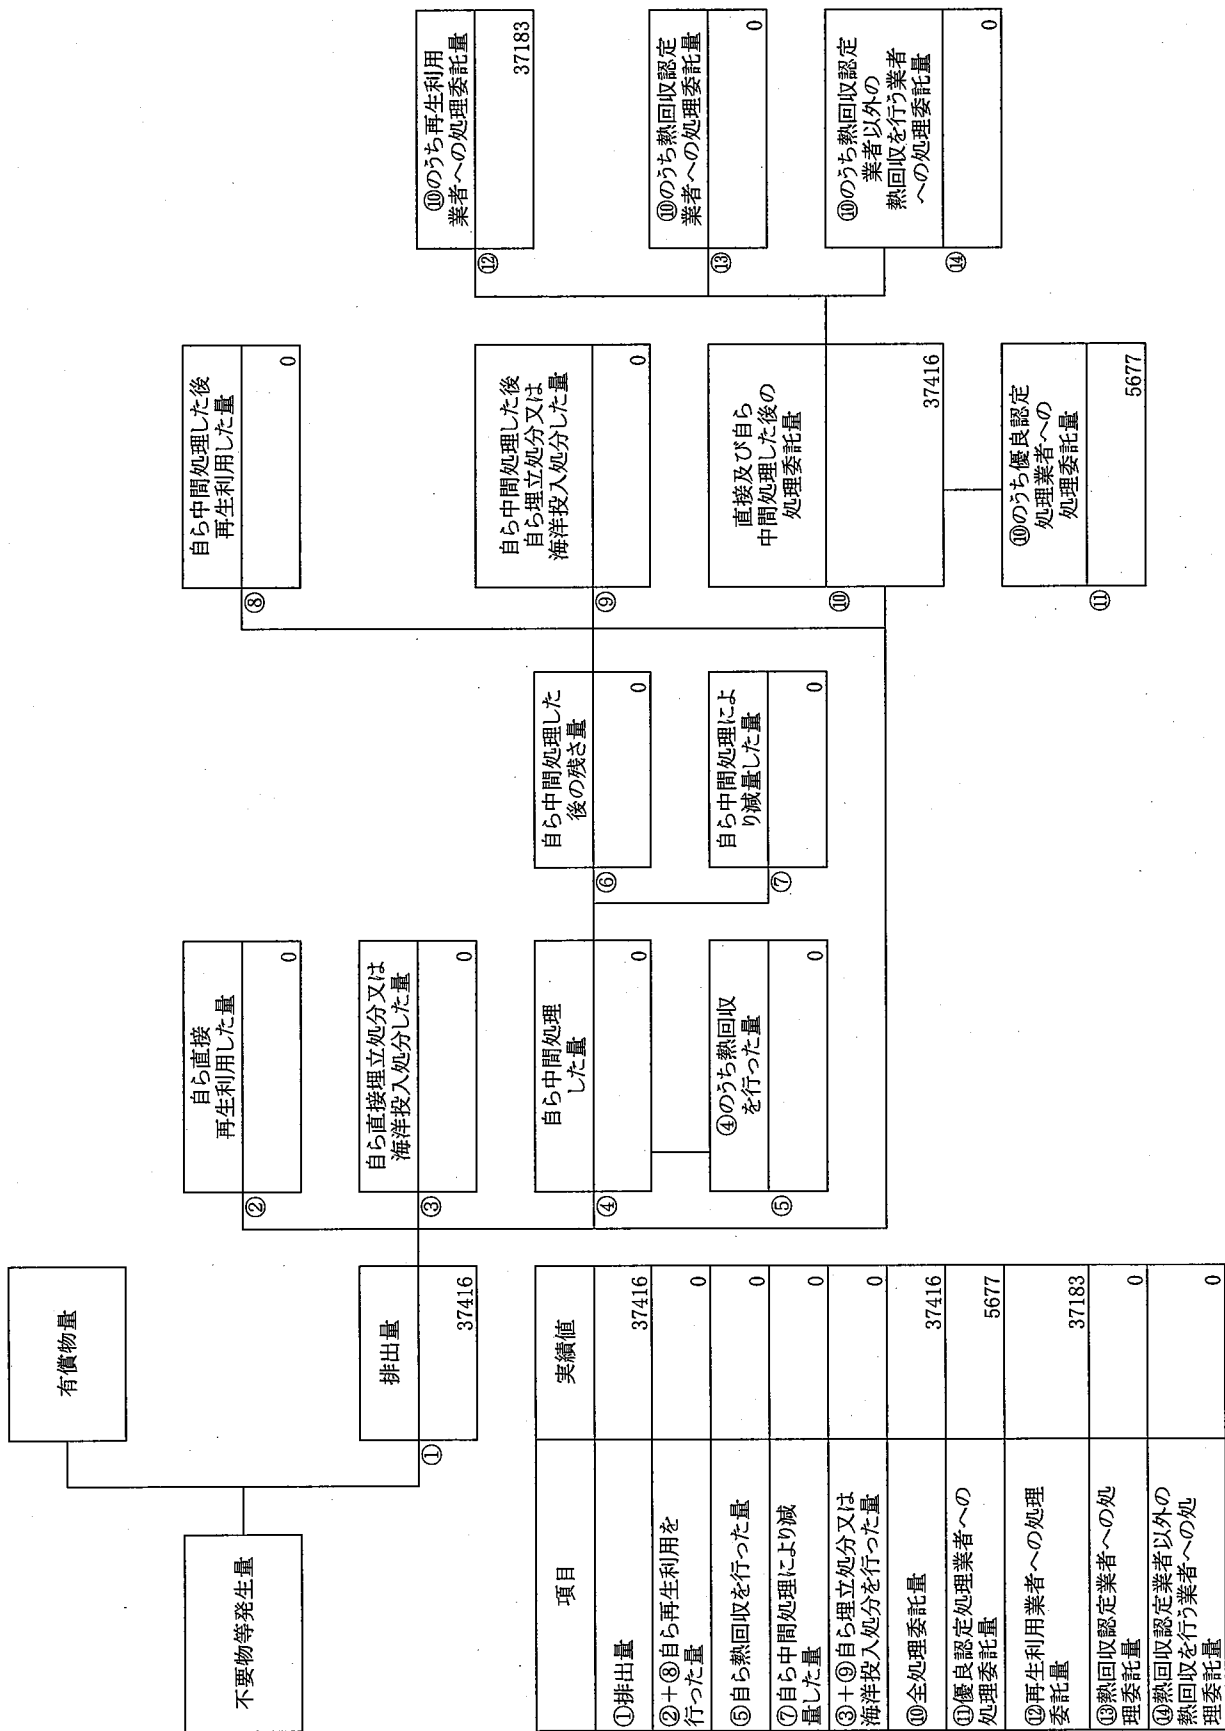 不要物等発生量
有償物量
①
排出量
37416
②
自ら直接
再生利用した量
0
③
自ら直接埋立処分又は
海洋投入処分した量
0
④
自ら中間処理
した量
0
⑤
④のうち熱回収
を行った量
0
⑥
自ら中間処理した
後の残さ量
0
⑦
自ら中間処理によ
り減量した量
0
⑧
自ら中間処理した後
再生利用した量
0
⑨
自ら中間処理した後
自ら埋立処分又は
海洋投入処分した量
0
⑩
直接及び自ら
中間処理した後の
処理委託量
37416
⑪
⑩のうち優良認定
処理業者への
処理委託量
5677
⑫
⑩のうち再生利用
業者への処理委託量
37183
⑬
⑩のうち熱回収認定
業者への処理委託量
0
⑭
⑩のうち熱回収認定
業者以外の
熱回収を行う業者
への処理委託量
0
項目 実績値
①排出量 37416
②+⑧自ら再生利用を
行った量 0
⑤自ら熱回収を行った量 0
⑦自ら中間処理により減
量した量 0
③+⑨自ら埋立処分又は
海洋投入処分を行った量 0
⑩全処理委託量 37416
⑪優良認定処理業者への
処理委託量 5677
⑫再生利用業者への処理
委託量 37183
⑬熱回収認定業者への処
理委託量 0
⑭熱回収認定業者以外の
熱回収を行う業者への処
理委託量 0